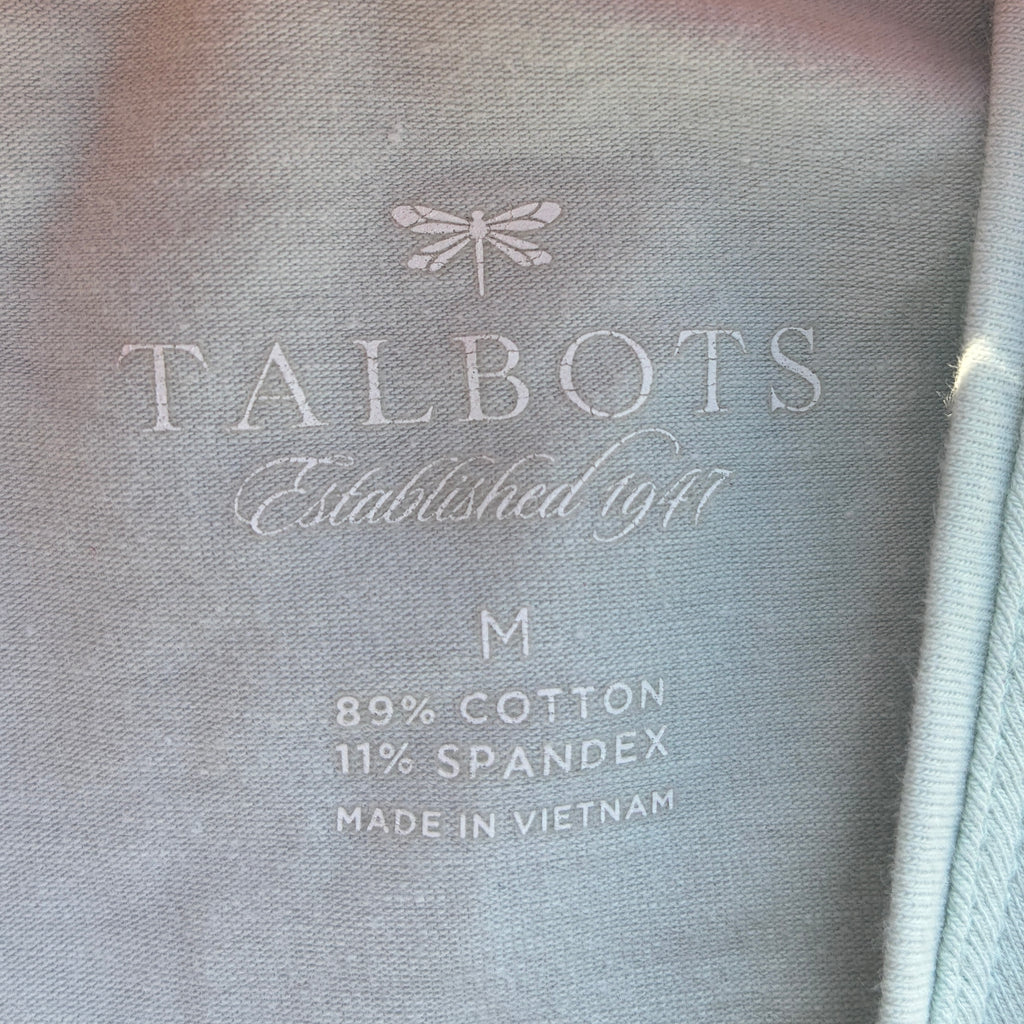 TALBOTS
Established 1947
M
89% COTTON
11% SPANDEX
MADE IN VIETNAM